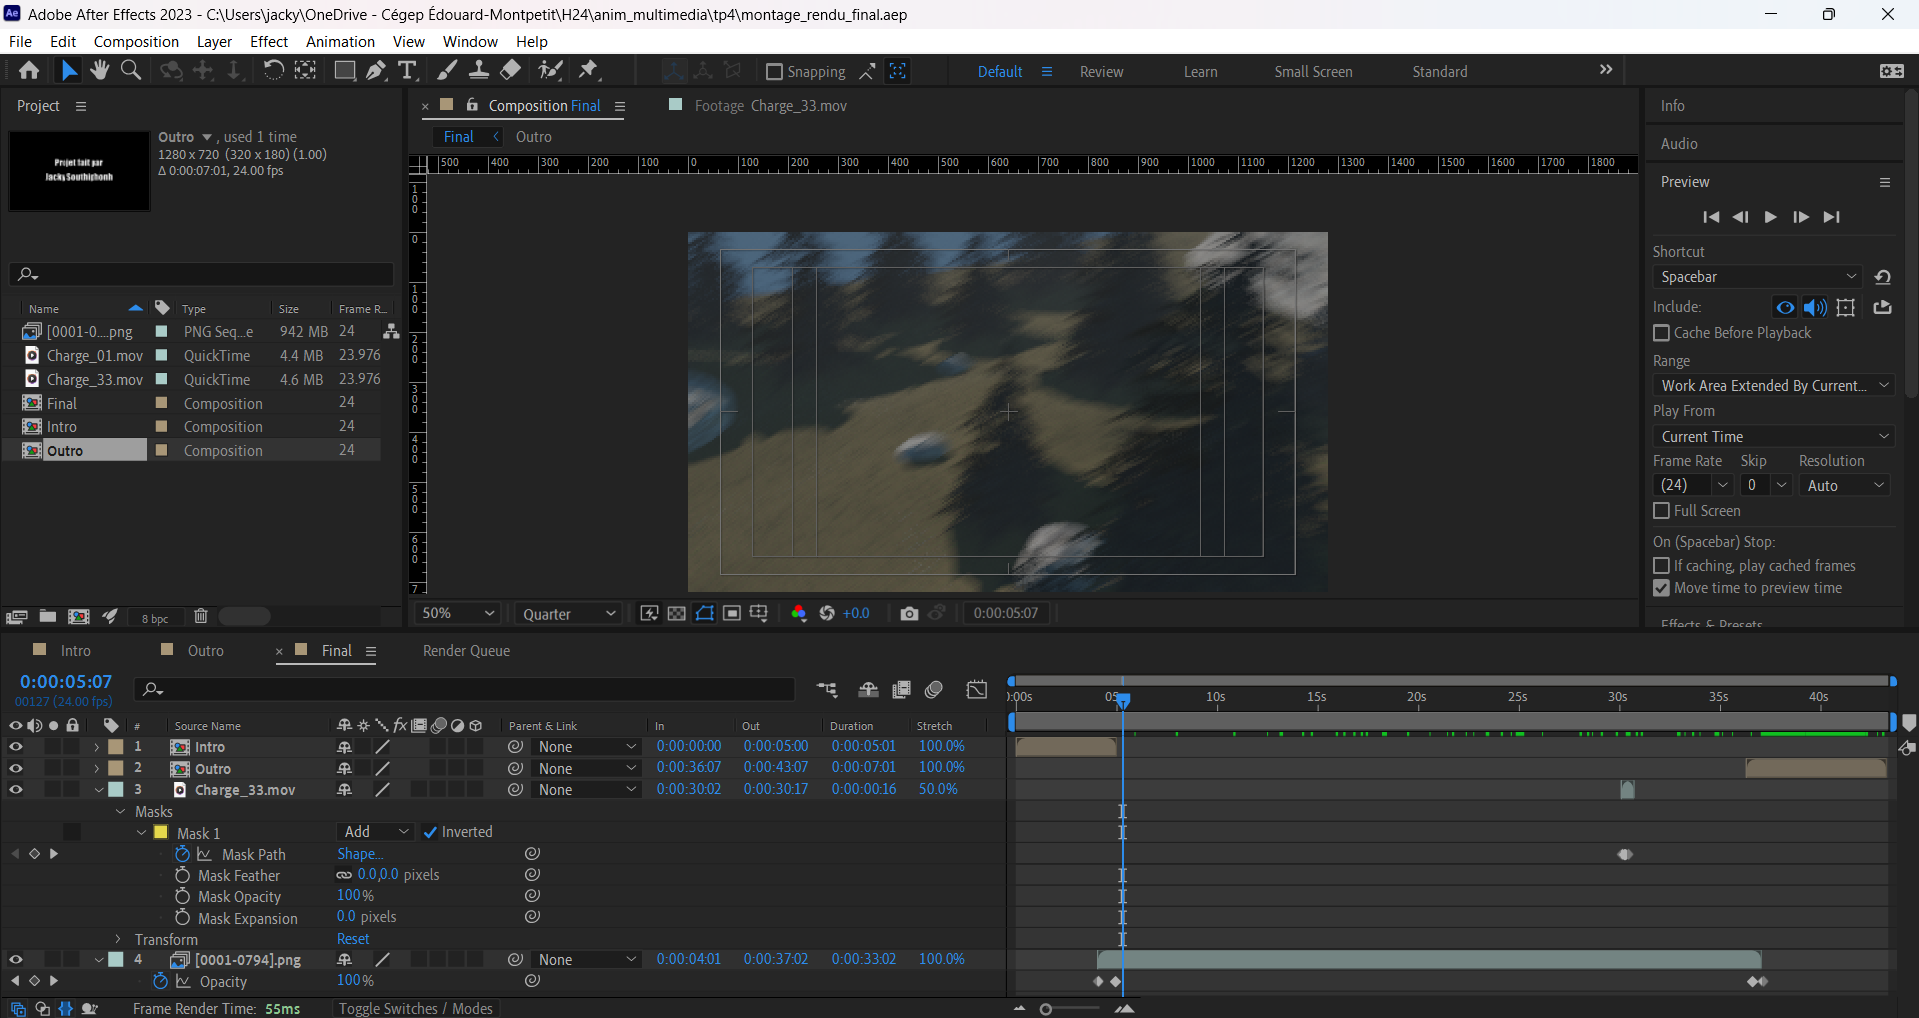 Adobe After Effects 2023 - C:\Users\jacky\OneDrive - Cégep Édouard-Montpetit\H24\anim_multimedia\tp4\montage_rendu_final.aep
File Edit Composition Layer Effect Animation View Window Help
Snapping Default Review Learn Small Screen Standard
Project
Outro , used 1 time
1280 x 720 (320 x 180) (1.00)
Δ 0:00:07:01, 24.00 fps
Projet fait par
Jacky Southighonh
Name Type Size Frame R...
[0001-0....png PNG Seq...e 942 MB 24
Charge_01.mov QuickTime 4.4 MB 23.976
Charge_33.mov QuickTime 4.6 MB 23.976
Final Composition 24
Intro Composition 24
Outro Composition 24
8 bpc
Composition Final
Footage Charge_33.mov
Final Outro
500 400 300 200 100 0 100 200 300 400 500 600 700 800 900 1000 1100 1200 1300 1400 1500 1600 1700 1800
100
0
100
200
300
400
500
600
7
50% Quarter +0.0 0:00:05:07
Info
Audio
Preview
Shortcut
Spacebar
Include:
Cache Before Playback
Range
Work Area Extended By Current...
Play From
Current Time
Frame Rate Skip Resolution
(24) 0 Auto
Full Screen
On (Spacebar) Stop:
If caching, play cached frames
Move time to preview time
Effects & Presets
Intro Outro Final Render Queue
0:00:05:07
00127 (24.00 fps)
:00s 05 10s 15s 20s 25s 30s 35s 40s
# Source Name fx Parent & Link In Out Duration Stretch
1 Intro None 0:00:00:00 0:00:05:00 0:00:05:01 100.0%
2 Outro None 0:00:36:07 0:00:43:07 0:00:07:01 100.0%
3 Charge_33.mov None 0:00:30:02 0:00:30:17 0:00:00:16 50.0%
Masks
Mask 1 Add Inverted
Mask Path Shape...
Mask Feather 0.0,0.0 pixels
Mask Opacity 100%
Mask Expansion 0.0 pixels
Transform Reset
4 [0001-0794].png None 0:00:04:01 0:00:37:02 0:00:33:02 100.0%
Opacity 100%
Frame Render Time: 55ms Toggle Switches / Modes